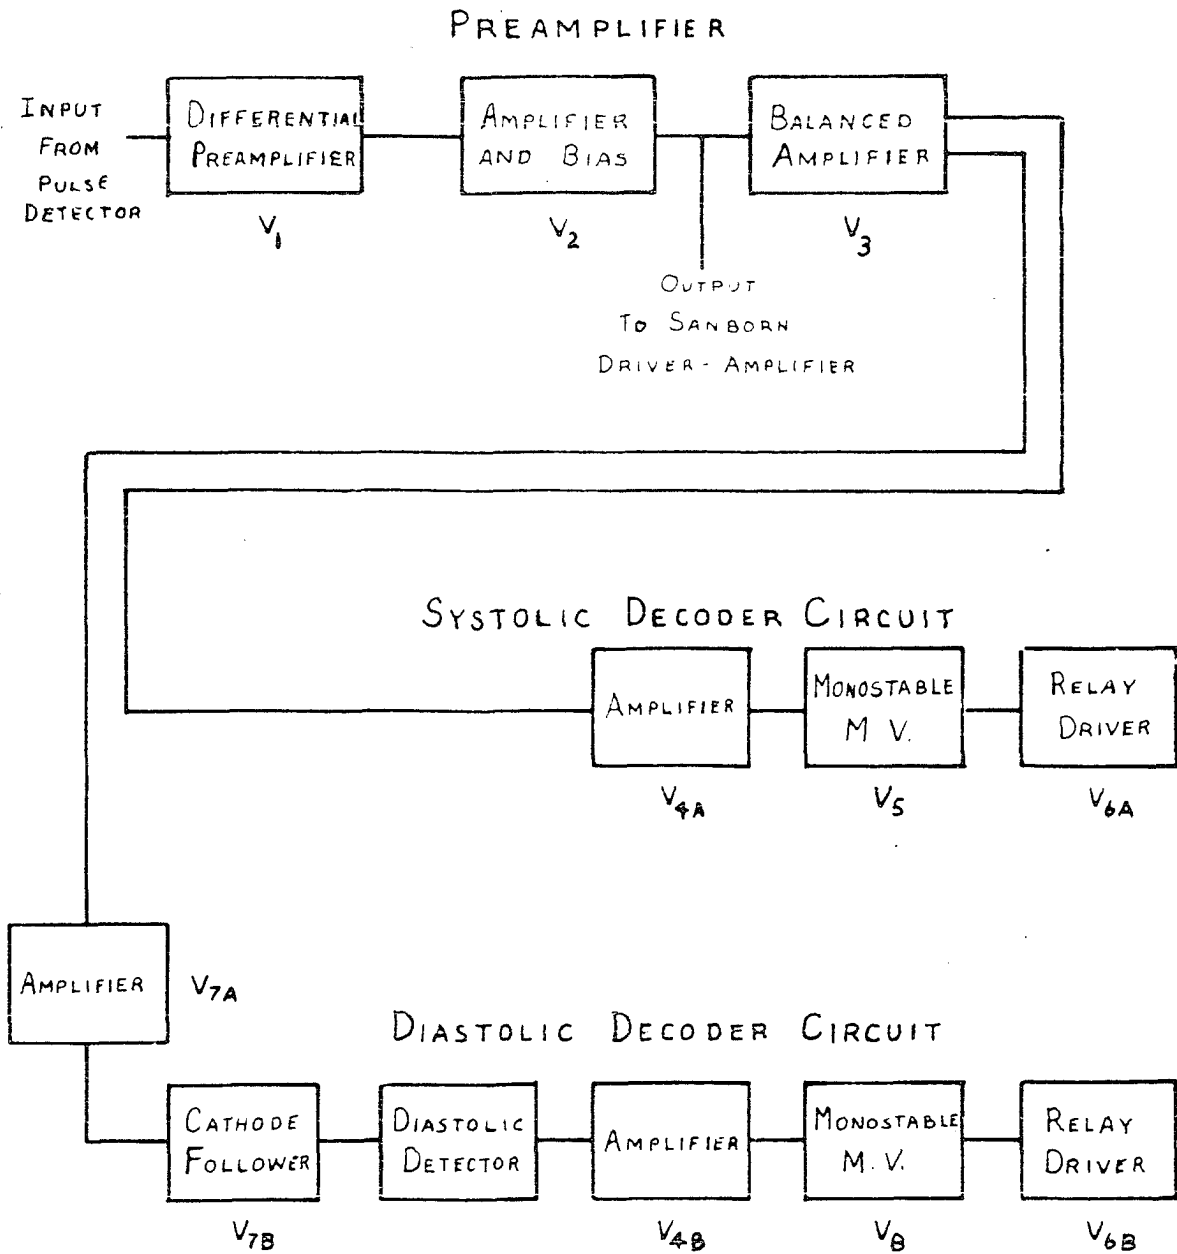 PREAMPLIFIER
INPUT
FROM
PULSE
DETECTOR
DIFFERENTIAL
PREAMPLIFIER
V1
AMPLIFIER
AND BIAS
V2
BALANCED
AMPLIFIER
V3
OUTPUT
TO SANBORN
DRIVER-AMPLIFIER
SYSTOLIC DECODER CIRCUIT
AMPLIFIER
V4A
MONOSTABLE
M V.
V5
RELAY
DRIVER
V6A
AMPLIFIER
V7A
DIASTOLIC DECODER CIRCUIT
CATHODE
FOLLOWER
V7B
DIASTOLIC
DETECTOR
AMPLIFIER
V4B
MONOSTABLE
M.V.
V8
RELAY
DRIVER
V6B